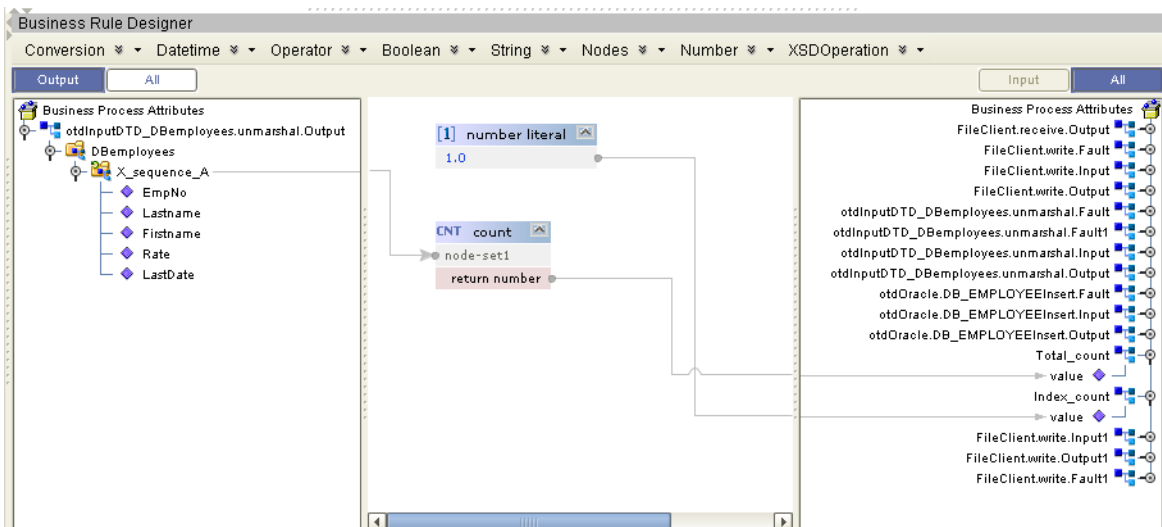 Business Rule Designer
Conversion Datetime Operator Boolean String Nodes Number XSDOperation
Output All Input All
Business Process Attributes
otdInputDTD_DBemployees.unmarshal.Output
DBemployees
X_sequence_A
EmpNo
Lastname
Firstname
Rate
LastDate
[1] number literal
1.0
CNT count
node-set1
return number
Business Process Attributes
FileClient.receive.Output
FileClient.write.Fault
FileClient.write.Input
FileClient.write.Output
otdInputDTD_DBemployees.unmarshal.Fault
otdInputDTD_DBemployees.unmarshal.Fault1
otdInputDTD_DBemployees.unmarshal.Input
otdInputDTD_DBemployees.unmarshal.Output
otdOracle.DB_EMPLOYEEInsert.Fault
otdOracle.DB_EMPLOYEEInsert.Input
otdOracle.DB_EMPLOYEEInsert.Output
Total_count
value
Index_count
value
FileClient.write.Input1
FileClient.write.Output1
FileClient.write.Fault1